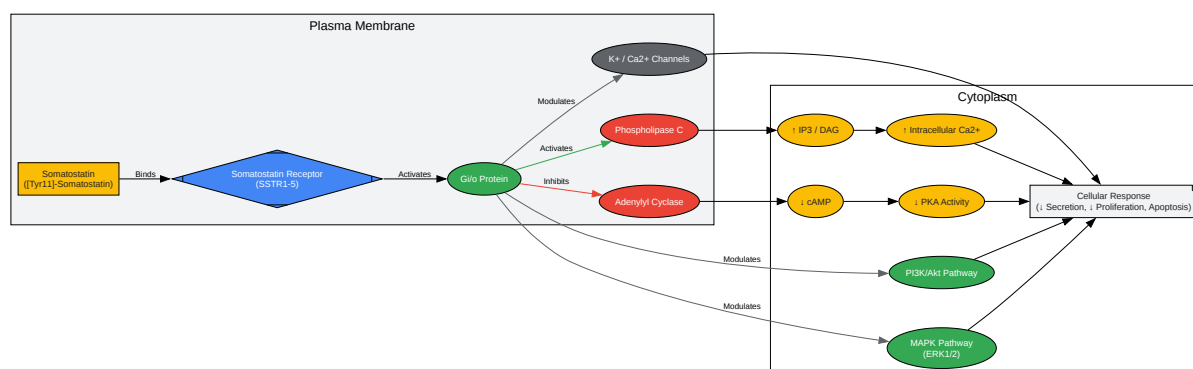 Plasma Membrane
K+ / Ca2+ Channels
Modulates
Cytoplasm
Phospholipase C
↑ IP3 / DAG
↑ Intracellular Ca2+
Activates
Somatostatin
([Tyr11]-Somatostatin)
Binds
Somatostatin Receptor
(SSTR1-5)
Activates
Gi/o Protein
Inhibits
Adenylyl Cyclase
↓ cAMP
↓ PKA Activity
Cellular Response
(↓ Secretion, ↓ Proliferation, Apoptosis)
Modulates
PI3K/Akt Pathway
Modulates
MAPK Pathway
(ERK1/2)